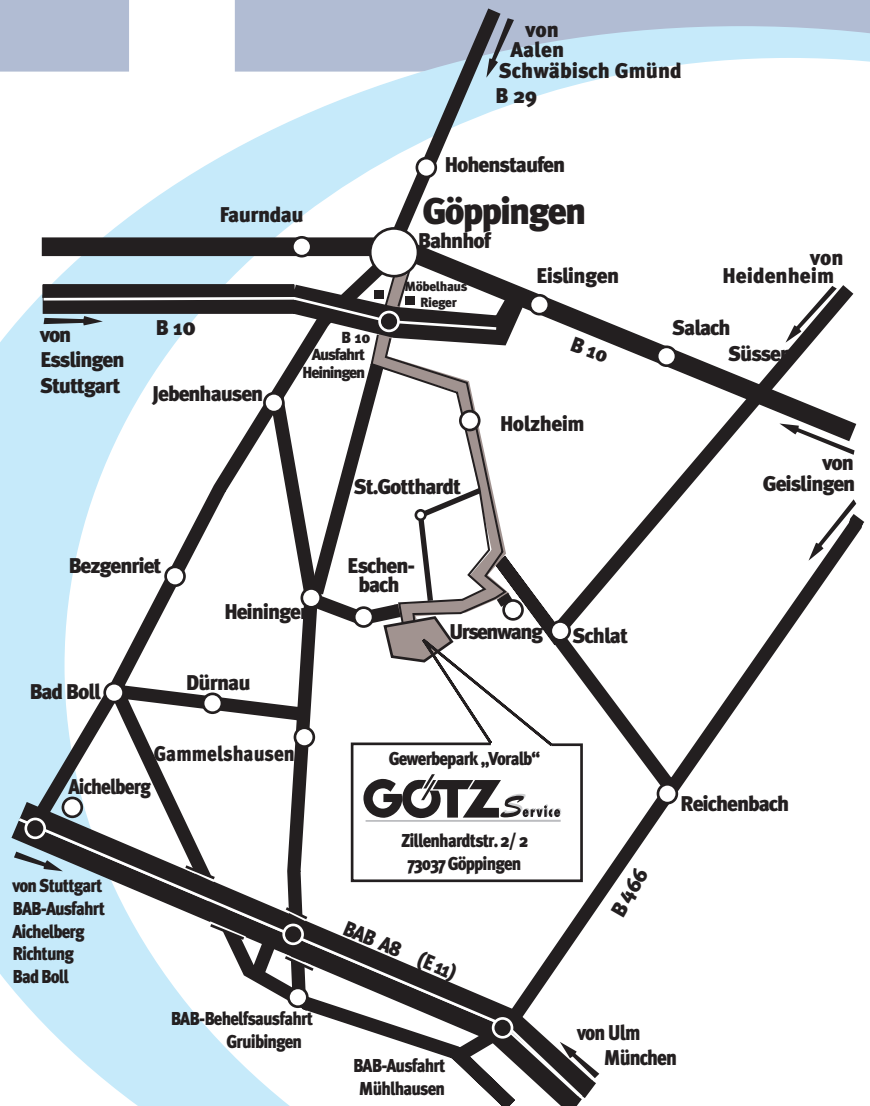 von
Aalen
Schwäbisch Gmünd
B 29
Hohenstaufen
Göppingen
Faurndau
Bahnhof
von
Heidenheim
Eislingen
Möbelhaus
Rieger
B 10
von
Esslingen
Stuttgart
B 10
Ausfahrt
Heiningen
B 10
Salach
Süssen
Jebenhausen
Holzheim
von
Geislingen
St.Gotthardt
Bezgenriet
Eschen-
bach
Heiningen
Ursenwang
Schlat
Bad Boll
Dürnau
Gammelshausen
Aichelberg
Gewerbepark „Voralb“
GÖTZ Service
Zillenhardtstr. 2/ 2
73037 Göppingen
Reichenbach
B 466
von Stuttgart
BAB-Ausfahrt
Aichelberg
Richtung
Bad Boll
BAB A8 (E 11)
BAB-Behelfsausfahrt
Gruibingen
BAB-Ausfahrt
Mühlhausen
von Ulm
München